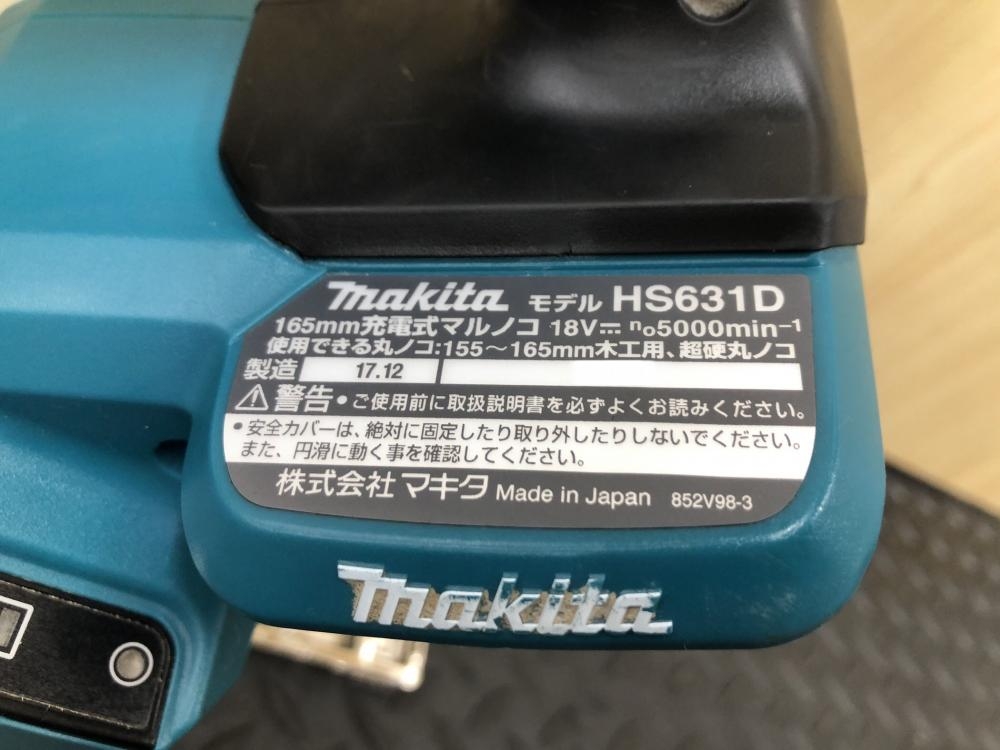 makita モデル HS631D
165mm充電式マルノコ 18V⎓ n₀5000min⁻¹
使用できる丸ノコ:155～165mm木工用、超硬丸ノコ
製造 17.12
⚠警告•ご使用前に取扱説明書を必ずよくお読みください。
•安全カバーは、絶対に固定したり取り外したりしないでください。
また、円滑に動く事を確認してください。
株式会社 マキタ Made in Japan 852V98-3
makita